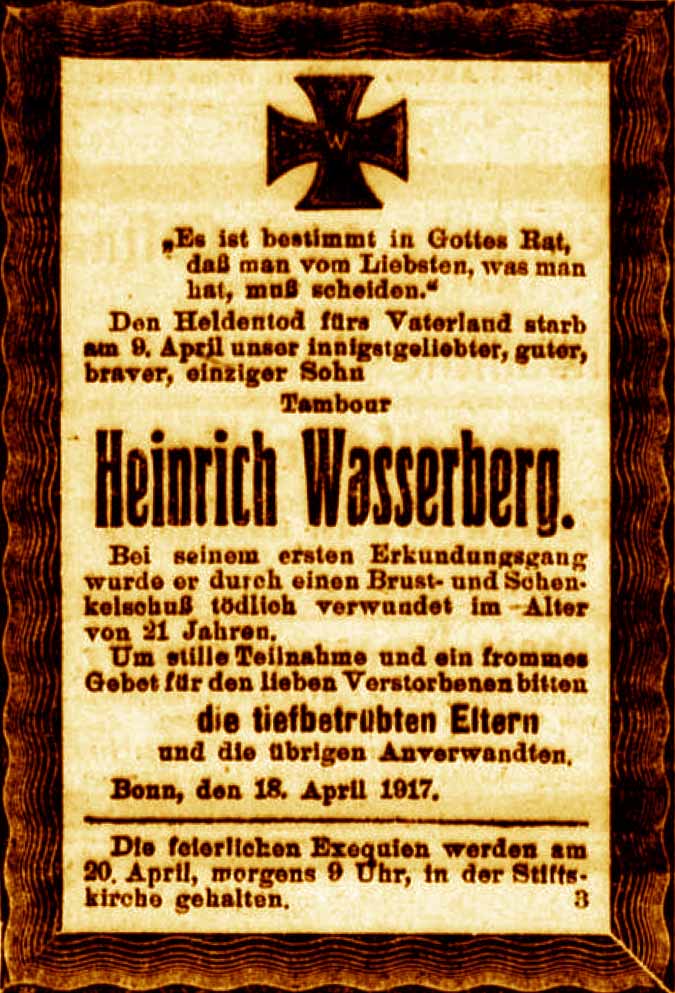 W
„Es ist bestimmt in Gottes Rat,
daß man vom Liebsten, was man
hat, muß scheiden.“
Den Heldentod fürs Vaterland starb
am 9. April unser innigstgeliebter, guter,
braver, einziger Sohn
Tambour
Heinrich Wasserberg.
Bei seinem ersten Erkundungsgang
wurde er durch einen Brust- und Schen-
kelschuß tödlich verwundet im Alter
von 21 Jahren.
Um stille Teilnahme und ein frommes
Gebet für den lieben Verstorbenen bitten
die tiefbetrübten Eltern
und die übrigen Anverwandten.
Bonn, den 18. April 1917.
Die feierlichen Exequien werden am
20. April, morgens 9 Uhr, in der Stifts-
kirche gehalten. 3